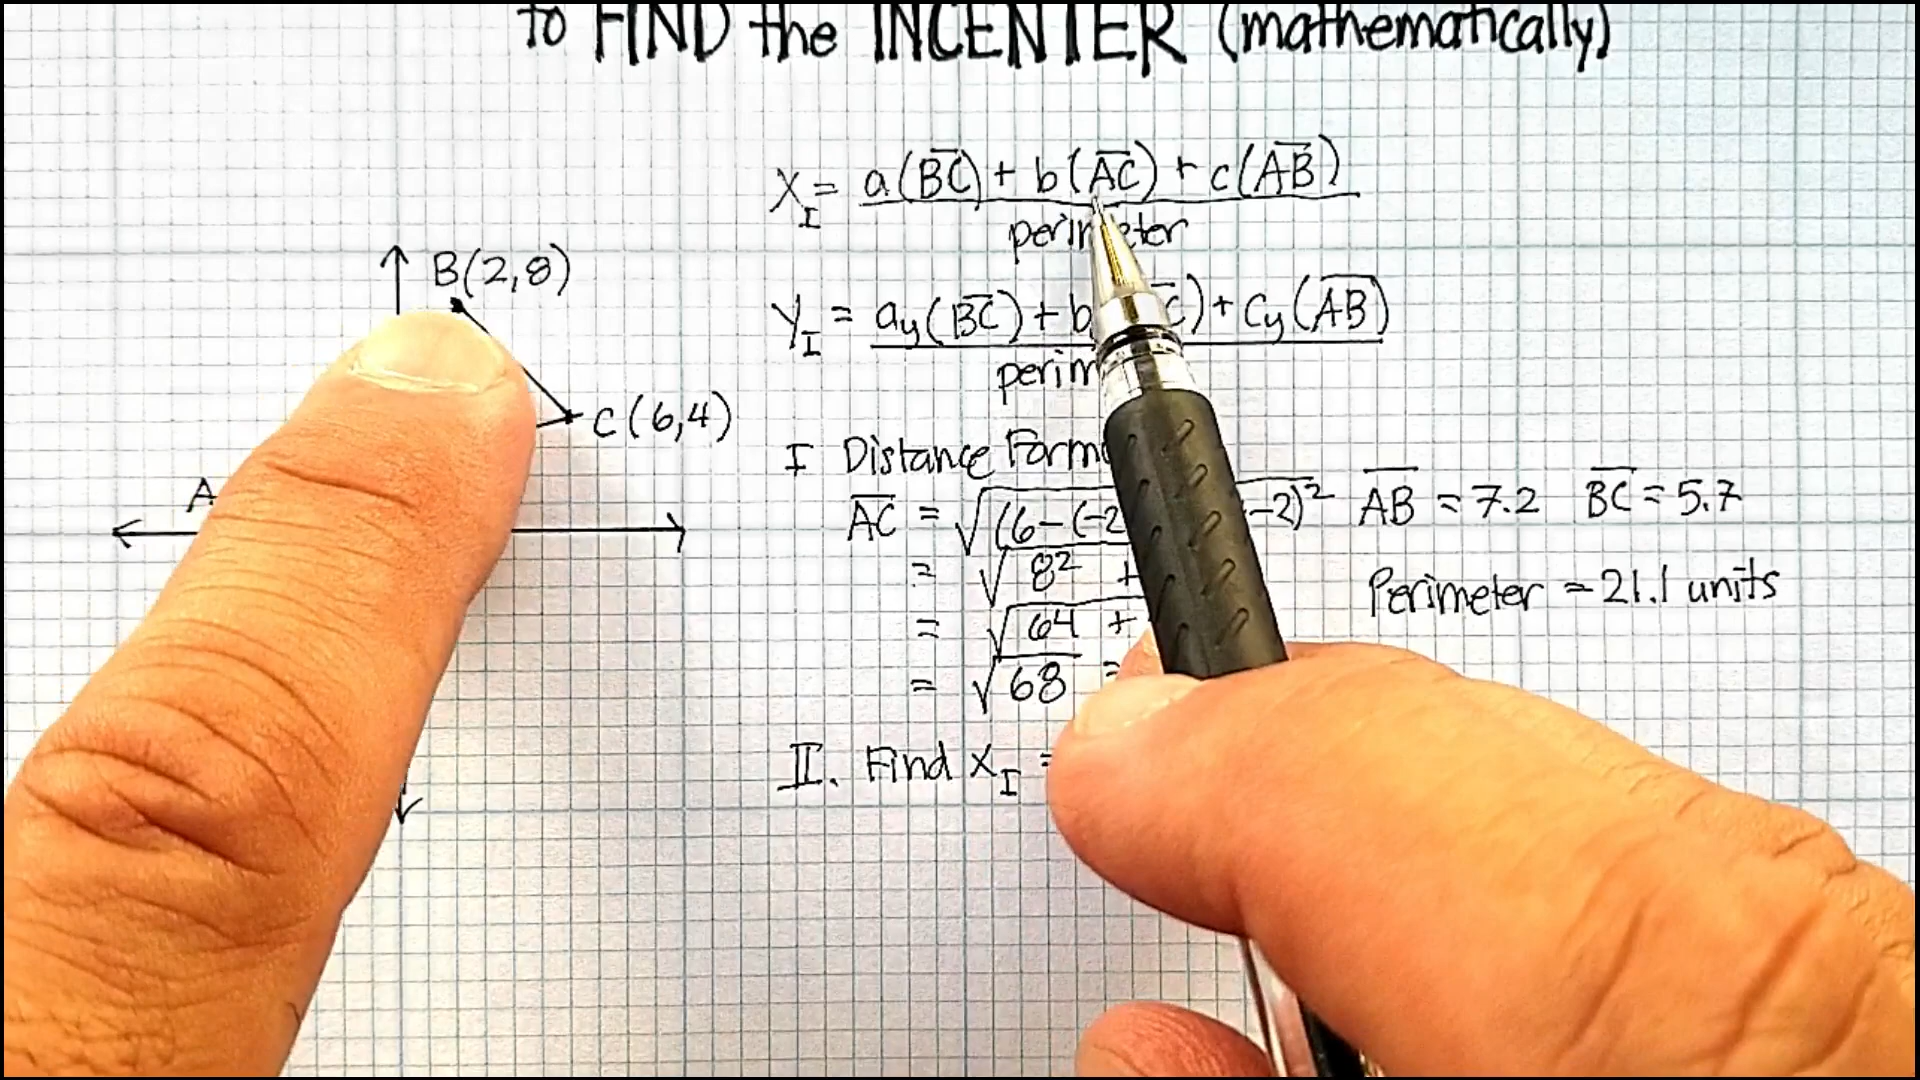 to FIND the INCENTER (mathematically)
X_I = a(BC) + b(AC) + c(AB)
perimeter
Y_I = a_y(BC) + b C) + C_y(AB)
perim
B(2,8)
C(6,4)
A
I Distance Form
AC = √(6-(-2 -2)² AB = 7.2 BC = 5.7
= √ 8² +
= √ 64 +
= √ 68 =
Perimeter = 21.1 units
II. Find X_I =